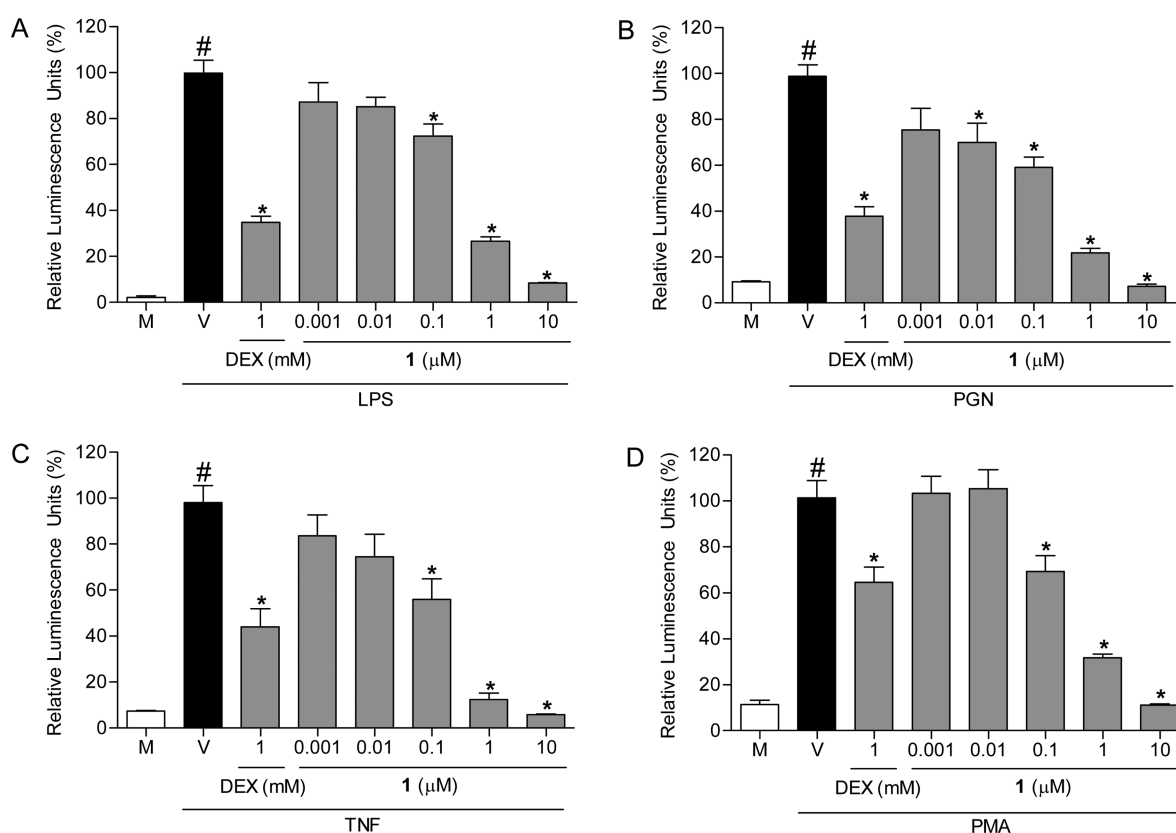 A
Relative Luminescence Units (%)
120
100
80
60
40
20
0
#
*
*
*
*
M V 1 0.001 0.01 0.1 1 10
DEX (mM) 1 (μM)
LPS
B
Relative Luminescence Units (%)
120
100
80
60
40
20
0
#
*
*
*
*
*
M V 1 0.001 0.01 0.1 1 10
DEX (mM) 1 (μM)
PGN
C
Relative Luminescence Units (%)
120
100
80
60
40
20
0
#
*
*
*
*
M V 1 0.001 0.01 0.1 1 10
DEX (mM) 1 (μM)
TNF
D
Relative Luminescence Units (%)
120
100
80
60
40
20
0
#
*
*
*
*
M V 1 0.001 0.01 0.1 1 10
DEX (mM) 1 (μM)
PMA